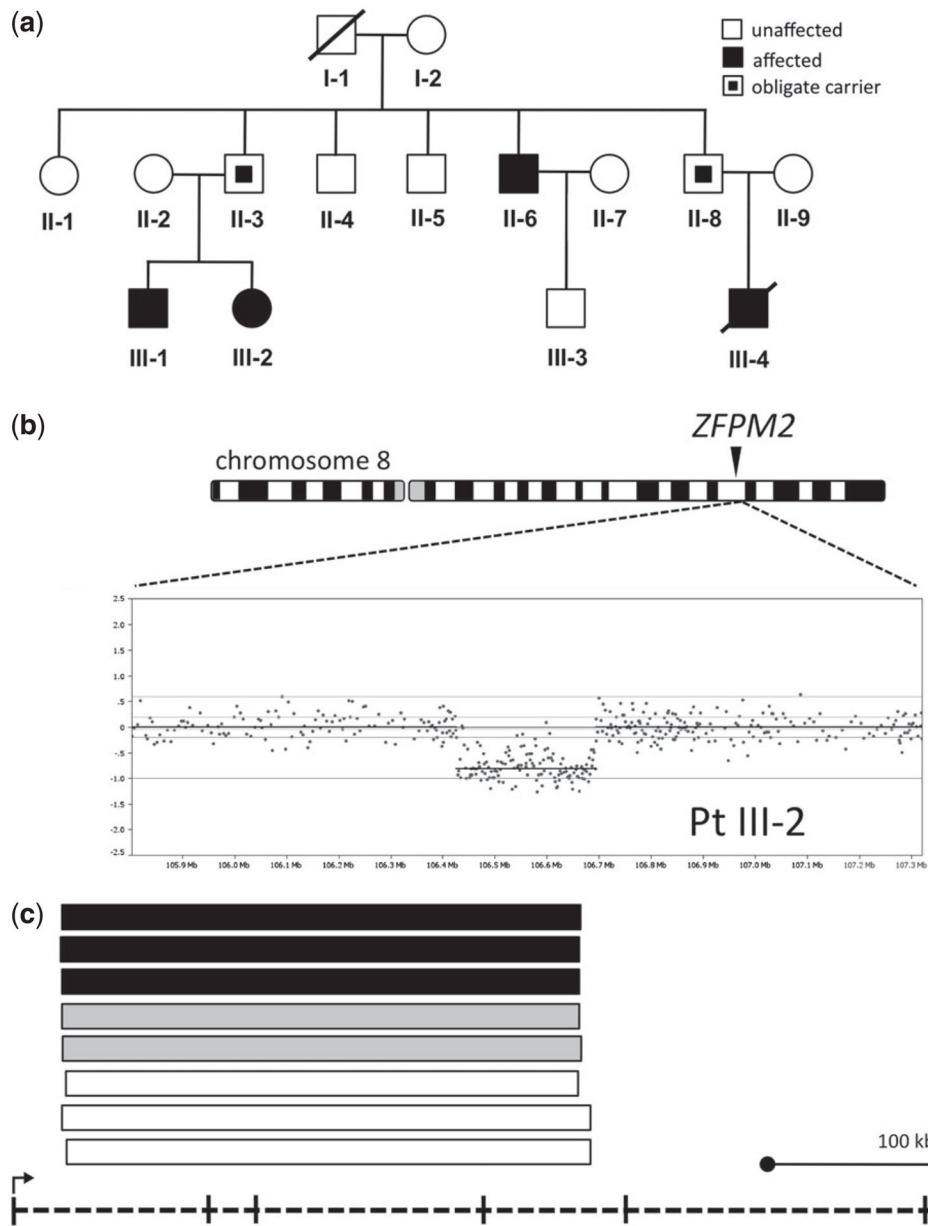 (a)
unaffected
affected
obligate carrier
I-1 I-2
II-1 II-2 II-3 II-4 II-5 II-6 II-7 II-8 II-9
III-1 III-2 III-3 III-4
(b)
ZFPM2
chromosome 8
2.5
2.0
1.5
1.0
.5
0
-.5
-1.0
-1.5
-2.0
-2.5
Pt III-2
105.9 Mb 106.0 Mb 106.1 Mb 106.2 Mb 106.3 Mb 106.4 Mb 106.5 Mb 106.6 Mb 106.7 Mb 106.8 Mb 106.9 Mb 107.0 Mb 107.1 Mb 107.2 Mb 107.3 Mb
(c)
100 kb